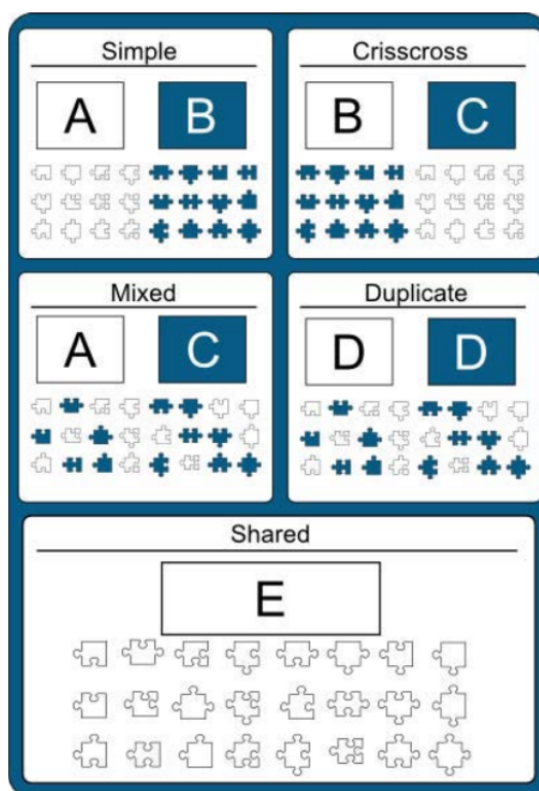 Simple
A B
Crisscross
B C
Mixed
A C
Duplicate
D D
Shared
E